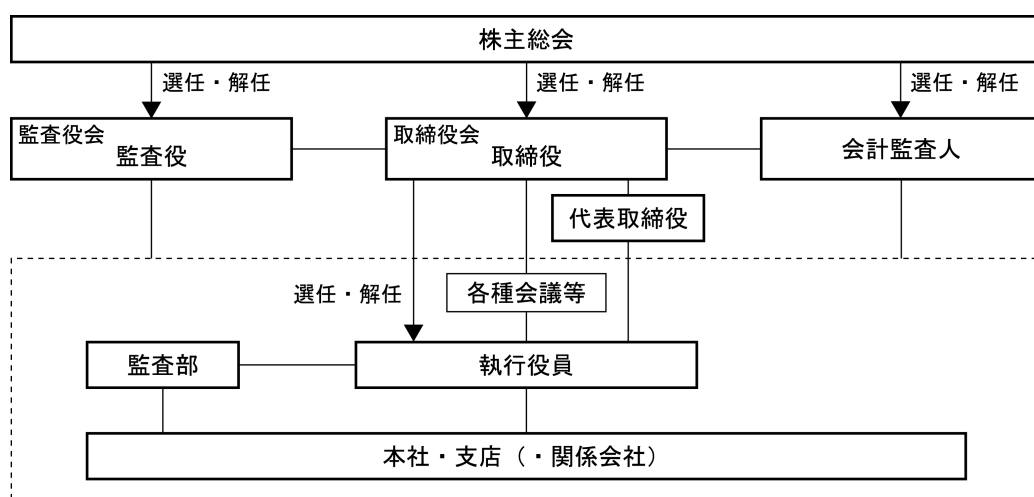 株主総会
選任・解任
選任・解任
選任・解任
監査役会
監査役
取締役会
取締役
会計監査人
代表取締役
選任・解任
各種会議等
監査部
執行役員
本社・支店(・関係会社)